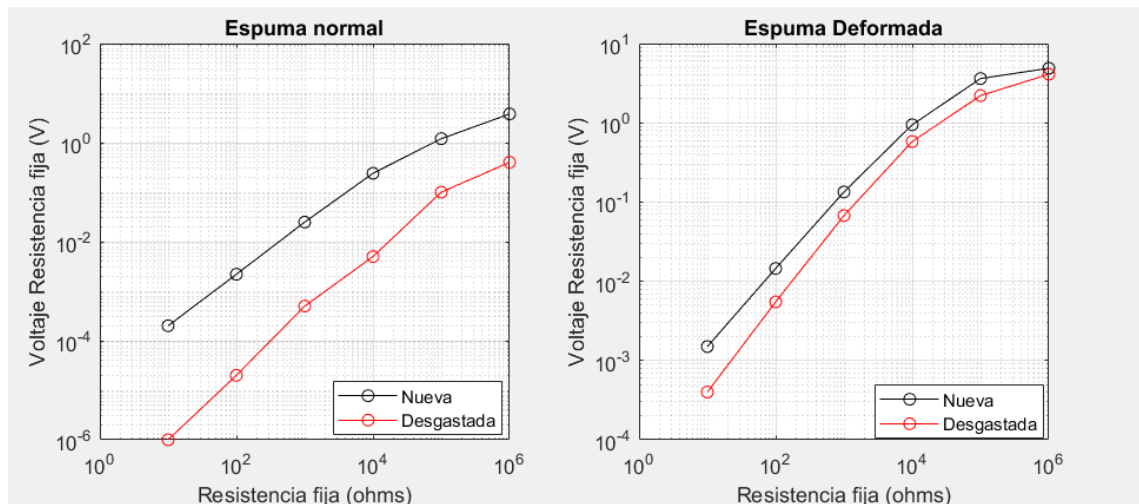 Espuma normal
10^2
10^0
10^-2
10^-4
10^-6
Voltaje Resistencia fija (V)
Nueva
Desgastada
10^0 10^2 10^4 10^6
Resistencia fija (ohms)
Espuma Deformada
10^1
10^0
10^-1
10^-2
10^-3
10^-4
Voltaje Resistencia fija (V)
Nueva
Desgastada
10^0 10^2 10^4 10^6
Resistencia fija (ohms)